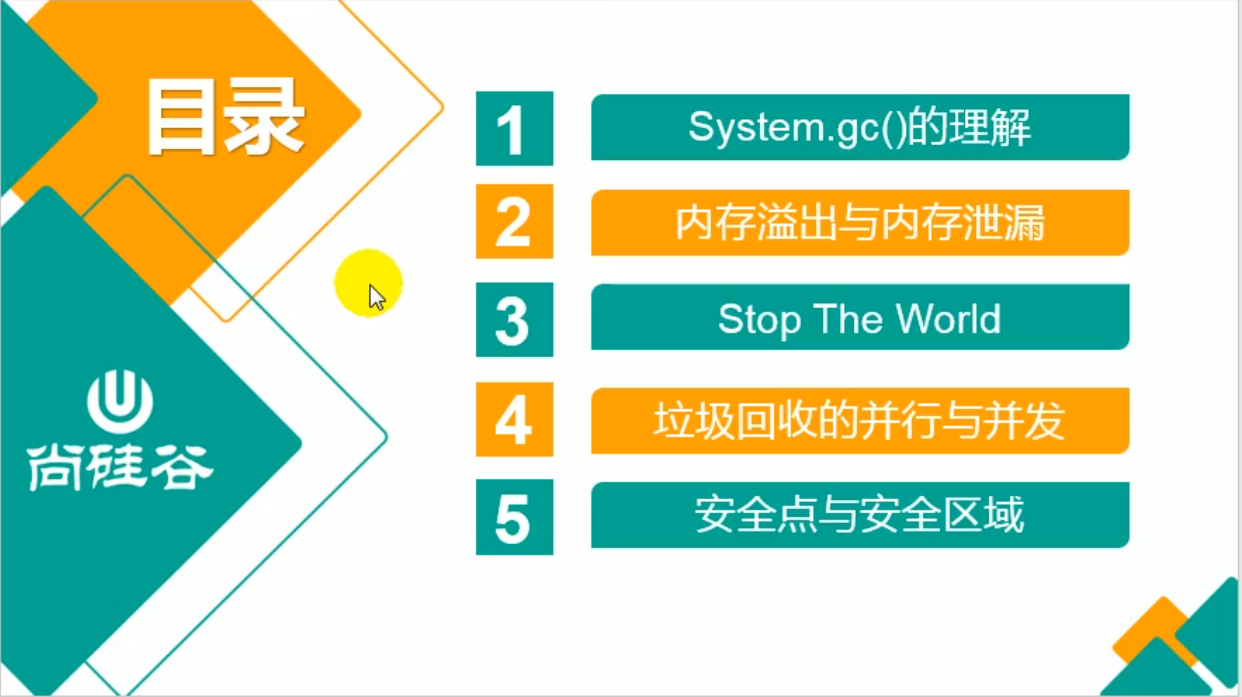 目录
1
System.gc()的理解
2
内存溢出与内存泄漏
3
Stop The World
4
垃圾回收的并行与并发
5
安全点与安全区域
尚硅谷